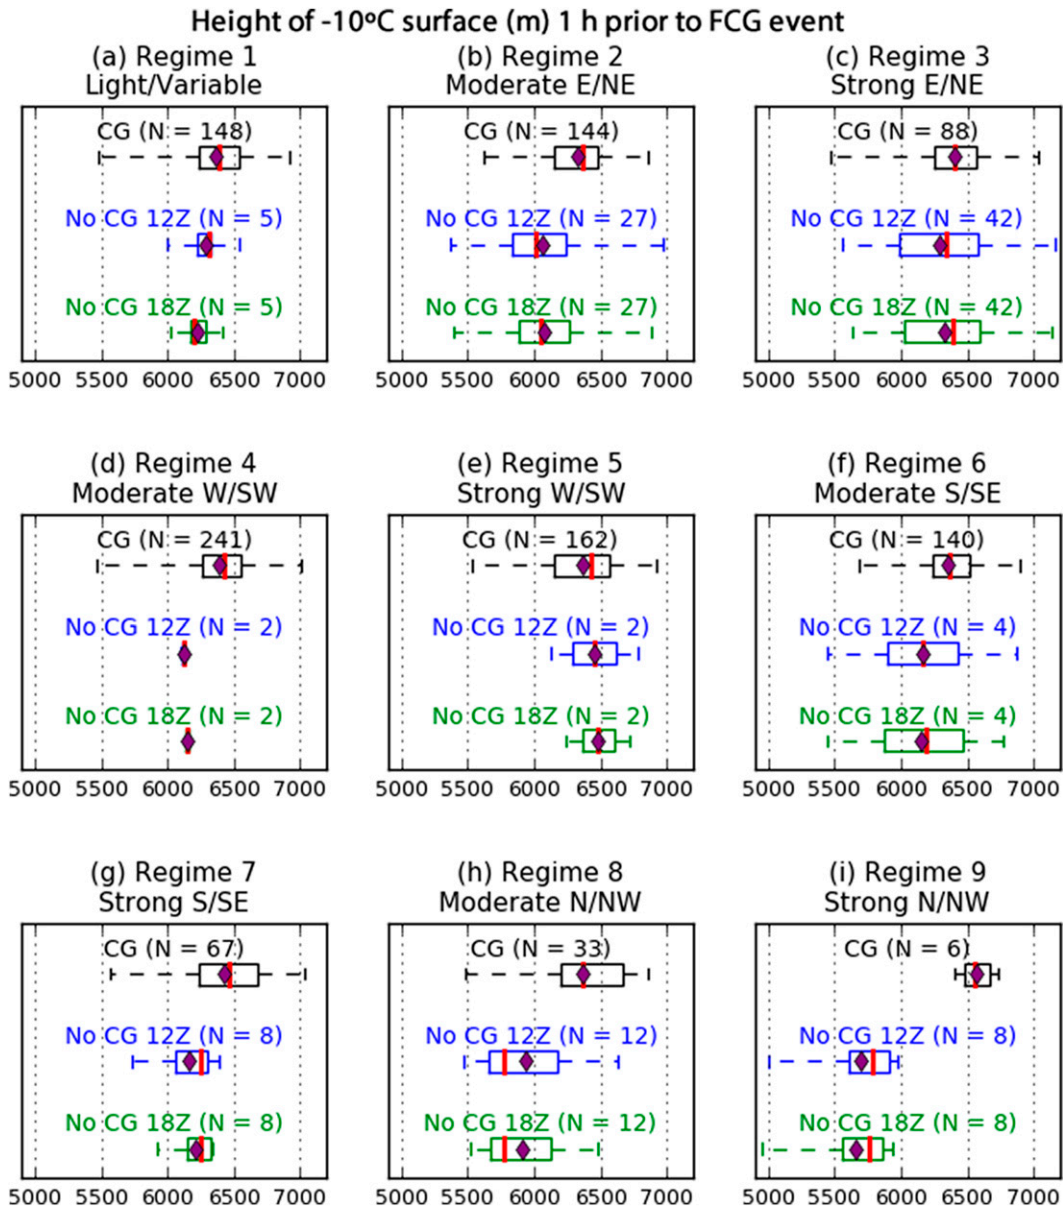 Height of -10ºC surface (m) 1 h prior to FCG event
(a) Regime 1
Light/Variable
CG (N = 148)
No CG 12Z (N = 5)
No CG 18Z (N = 5)
5000 5500 6000 6500 7000
(b) Regime 2
Moderate E/NE
CG (N = 144)
No CG 12Z (N = 27)
No CG 18Z (N = 27)
5000 5500 6000 6500 7000
(c) Regime 3
Strong E/NE
CG (N = 88)
No CG 12Z (N = 42)
No CG 18Z (N = 42)
5000 5500 6000 6500 7000
(d) Regime 4
Moderate W/SW
CG (N = 241)
No CG 12Z (N = 2)
No CG 18Z (N = 2)
5000 5500 6000 6500 7000
(e) Regime 5
Strong W/SW
CG (N = 162)
No CG 12Z (N = 2)
No CG 18Z (N = 2)
5000 5500 6000 6500 7000
(f) Regime 6
Moderate S/SE
CG (N = 140)
No CG 12Z (N = 4)
No CG 18Z (N = 4)
5000 5500 6000 6500 7000
(g) Regime 7
Strong S/SE
CG (N = 67)
No CG 12Z (N = 8)
No CG 18Z (N = 8)
5000 5500 6000 6500 7000
(h) Regime 8
Moderate N/NW
CG (N = 33)
No CG 12Z (N = 12)
No CG 18Z (N = 12)
5000 5500 6000 6500 7000
(i) Regime 9
Strong N/NW
CG (N = 6)
No CG 12Z (N = 8)
No CG 18Z (N = 8)
5000 5500 6000 6500 7000